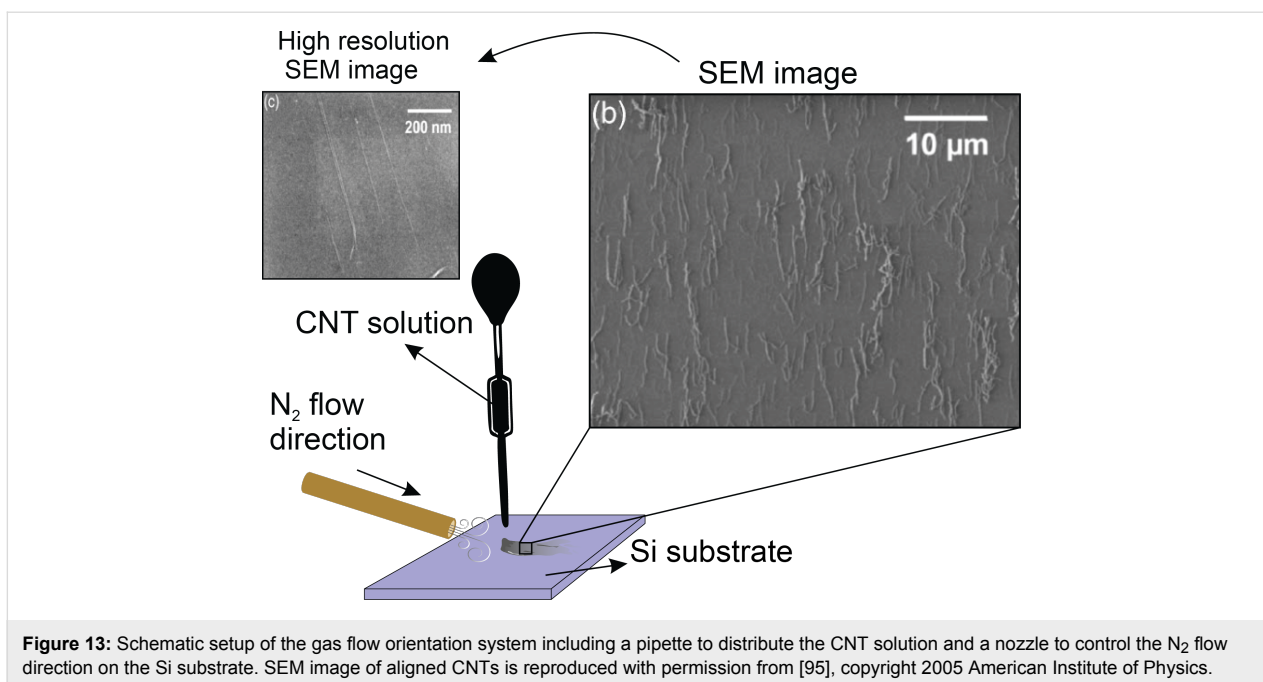 High resolution
SEM image
SEM image
(c)
200 nm
(b)
10 µm
CNT solution
N₂ flow
direction
Si substrate
Figure 13: Schematic setup of the gas flow orientation system including a pipette to distribute the CNT solution and a nozzle to control the N₂ flow
direction on the Si substrate. SEM image of aligned CNTs is reproduced with permission from [95], copyright 2005 American Institute of Physics.